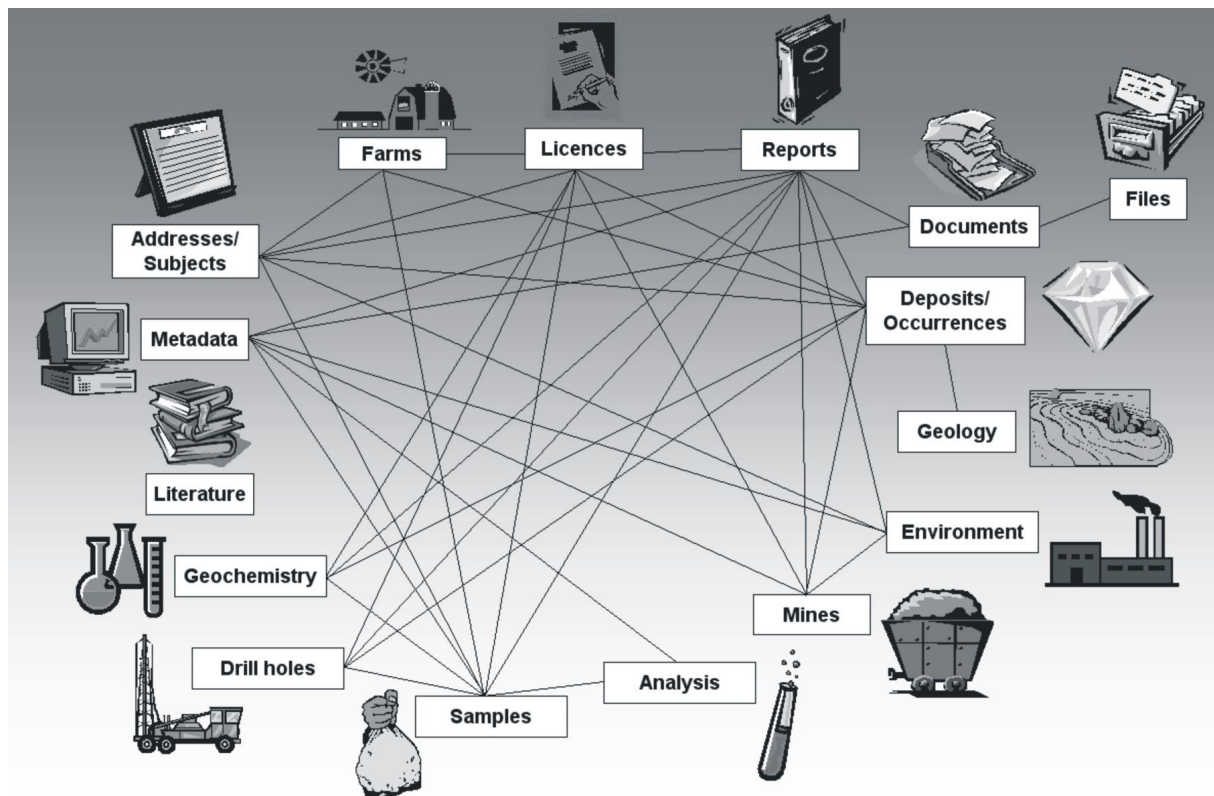 Farms
Licences
Reports
Files
Documents
Addresses/
Subjects
Deposits/
Occurrences
Metadata
Geology
Literature
Environment
Geochemistry
Mines
Drill holes
Analysis
Samples